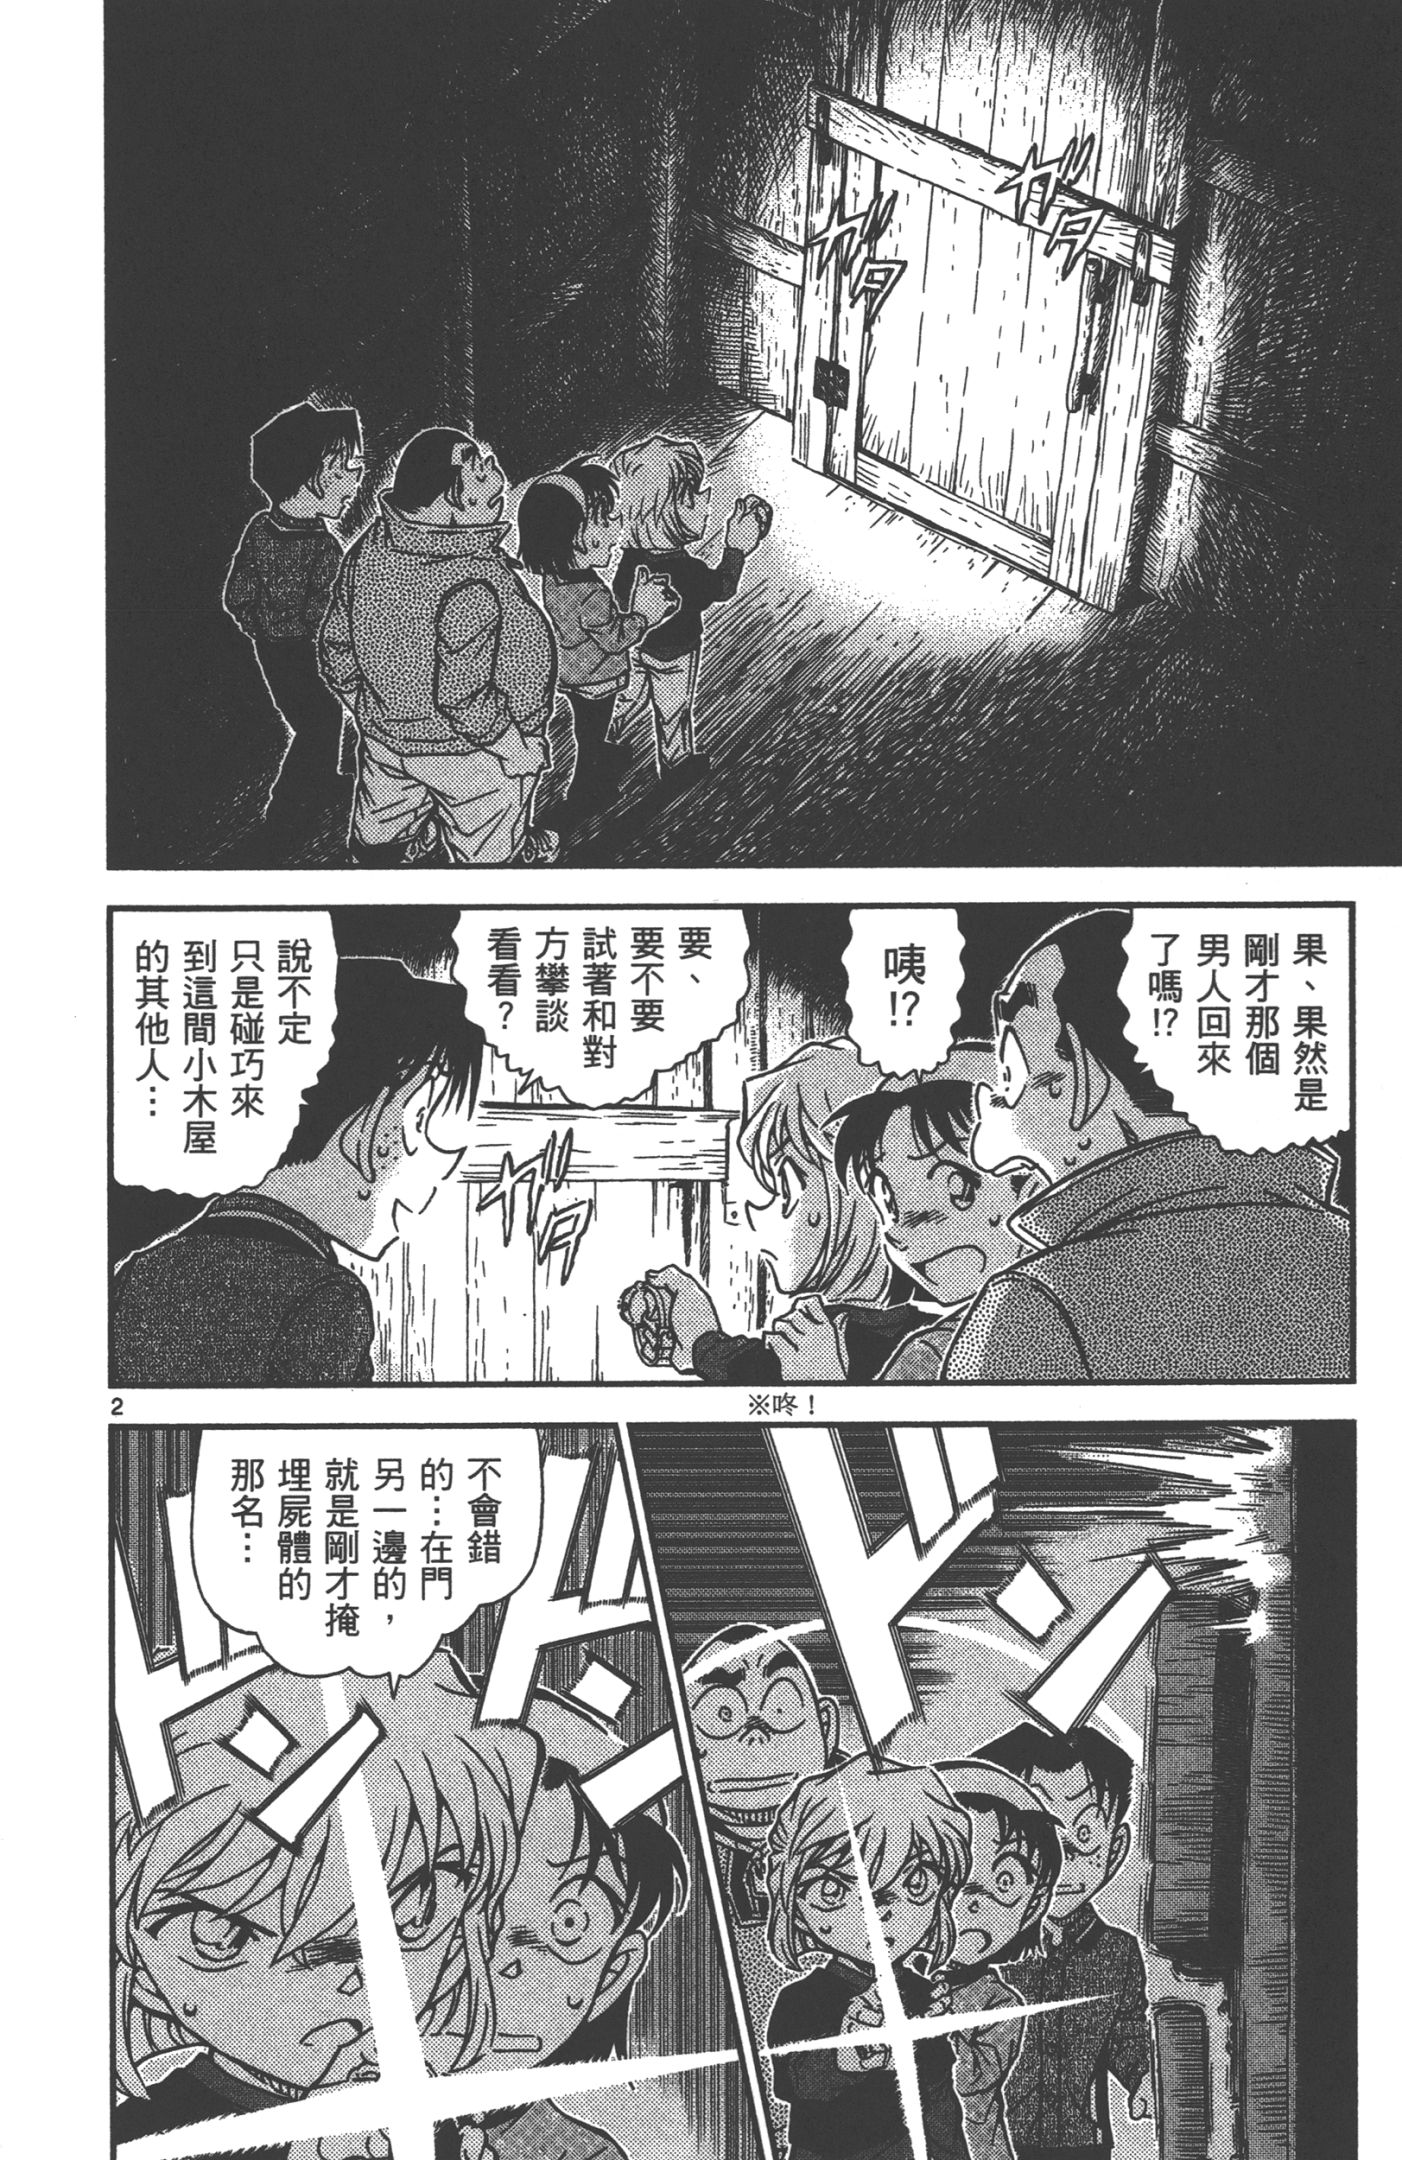 ガタ
ガタ
果、果然是
剛才那個
男人回來
了嗎!?
咦!?
要、
要不要
試著和對
方攀談
看看?
說不定
只是碰巧來
到這間小木屋
的其他人…
ガタ
2
※咚!
ドン
不會錯
的…在門
另一邊的,
就是剛才掩
埋屍體的
那名…
ドン
ドン